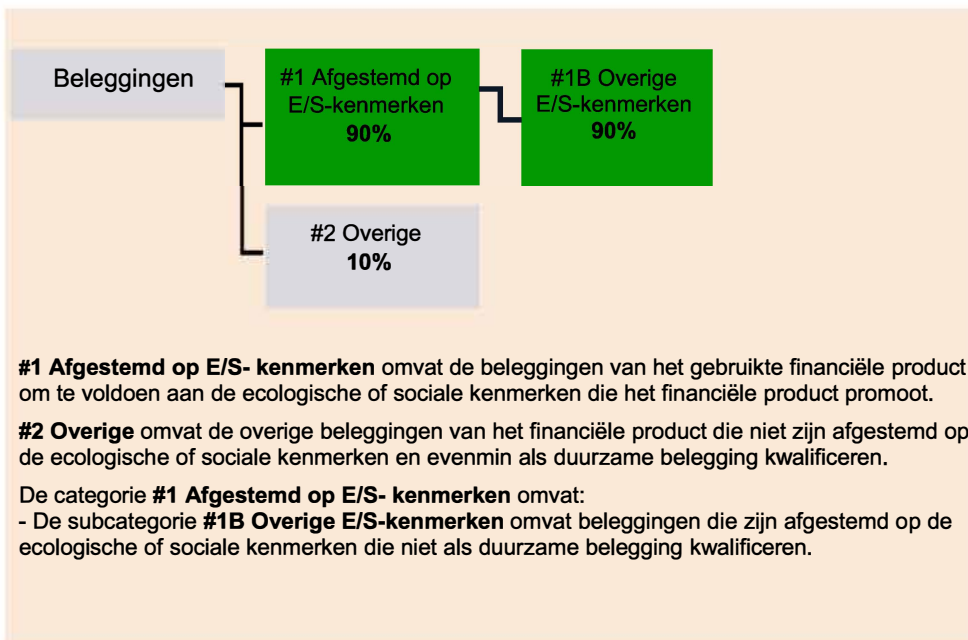 Beleggingen
#1 Afgestemd op
E/S-kenmerken
90%
#1B Overige
E/S-kenmerken
90%
#2 Overige
10%
#1 Afgestemd op E/S- kenmerken omvat de beleggingen van het gebruikte financiële product
om te voldoen aan de ecologische of sociale kenmerken die het financiële product promoot.
#2 Overige omvat de overige beleggingen van het financiële product die niet zijn afgestemd op
de ecologische of sociale kenmerken en evenmin als duurzame belegging kwalificeren.
De categorie #1 Afgestemd op E/S- kenmerken omvat:
- De subcategorie #1B Overige E/S-kenmerken omvat beleggingen die zijn afgestemd op de
ecologische of sociale kenmerken die niet als duurzame belegging kwalificeren.